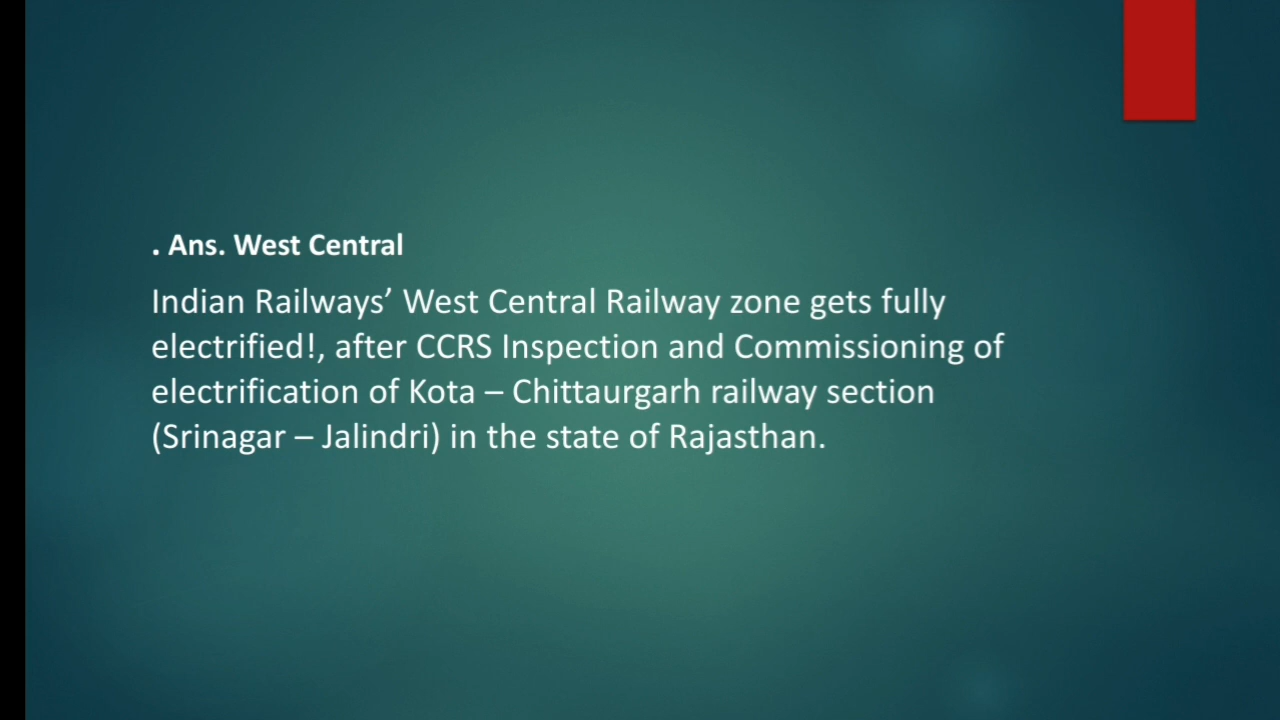 . Ans. West Central
Indian Railways’ West Central Railway zone gets fully
electrified!, after CCRS Inspection and Commissioning of
electrification of Kota – Chittaurgarh railway section
(Srinagar – Jalindri) in the state of Rajasthan.